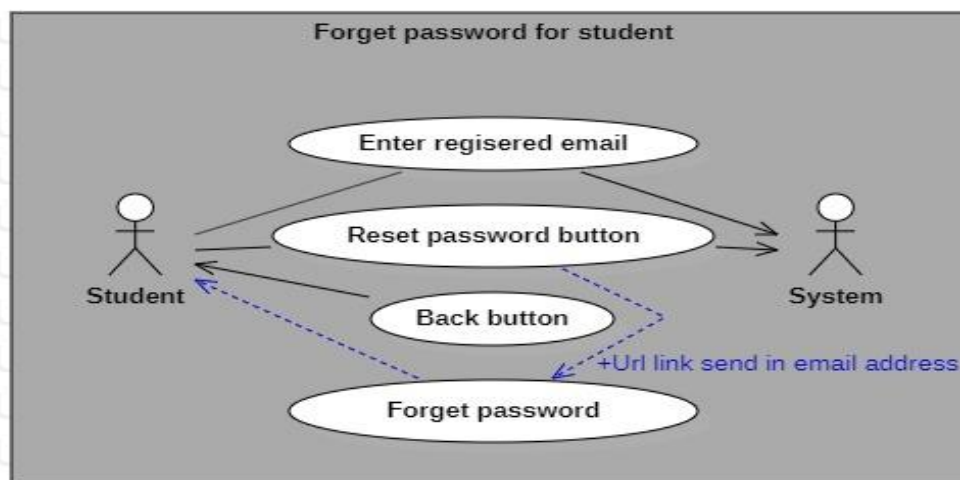 Forget password for student
Enter regisered email
Reset password button
Student
System
Back button
+Url link send in email address
Forget password